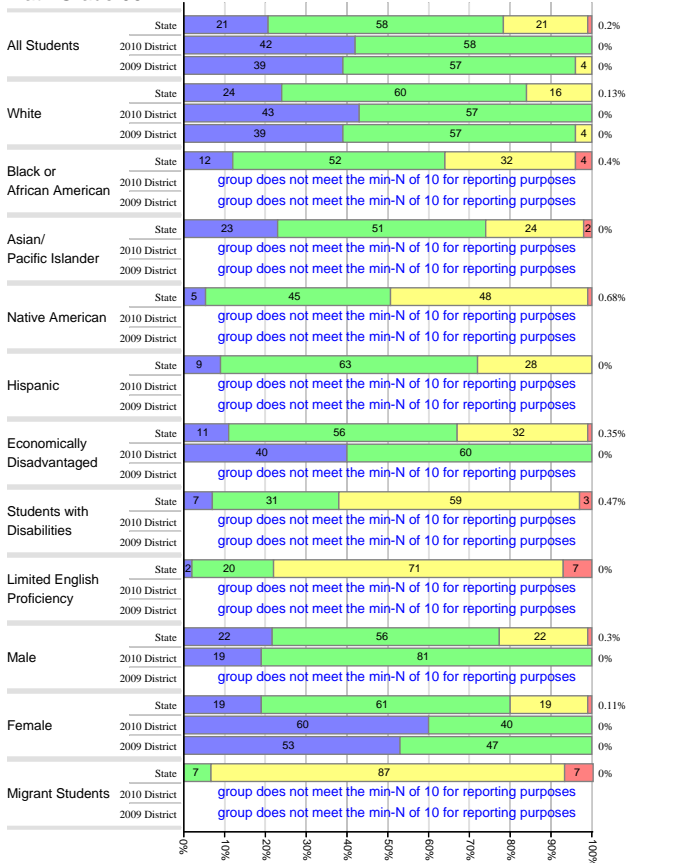 State 21 58 21 0.2%
All Students 2010 District 42 58 0%
2009 District 39 57 4 0%
State 24 60 16 0.13%
White 2010 District 43 57 0%
2009 District 39 57 4 0%
State 12 52 32 4 0.4%
Black or
African American 2010 District group does not meet the min-N of 10 for reporting purposes
2009 District group does not meet the min-N of 10 for reporting purposes
State 23 51 24 2 0%
Asian/
Pacific Islander 2010 District group does not meet the min-N of 10 for reporting purposes
2009 District group does not meet the min-N of 10 for reporting purposes
State 5 45 48 0.68%
Native American 2010 District group does not meet the min-N of 10 for reporting purposes
2009 District group does not meet the min-N of 10 for reporting purposes
State 9 63 28 0%
Hispanic 2010 District group does not meet the min-N of 10 for reporting purposes
2009 District group does not meet the min-N of 10 for reporting purposes
State 11 56 32 0.35%
Economically
Disadvantaged 2010 District 40 60 0%
2009 District group does not meet the min-N of 10 for reporting purposes
State 7 31 59 3 0.47%
Students with
Disabilities 2010 District group does not meet the min-N of 10 for reporting purposes
2009 District group does not meet the min-N of 10 for reporting purposes
State 2 20 71 7 0%
Limited English
Proficiency 2010 District group does not meet the min-N of 10 for reporting purposes
2009 District group does not meet the min-N of 10 for reporting purposes
State 22 56 22 0.3%
Male 2010 District 19 81 0%
2009 District group does not meet the min-N of 10 for reporting purposes
State 19 61 19 0.11%
Female 2010 District 60 40 0%
2009 District 53 47 0%
State 7 87 7 0%
Migrant Students 2010 District group does not meet the min-N of 10 for reporting purposes
2009 District group does not meet the min-N of 10 for reporting purposes
0% 10% 20% 30% 40% 50% 60% 70% 80% 90% 100%